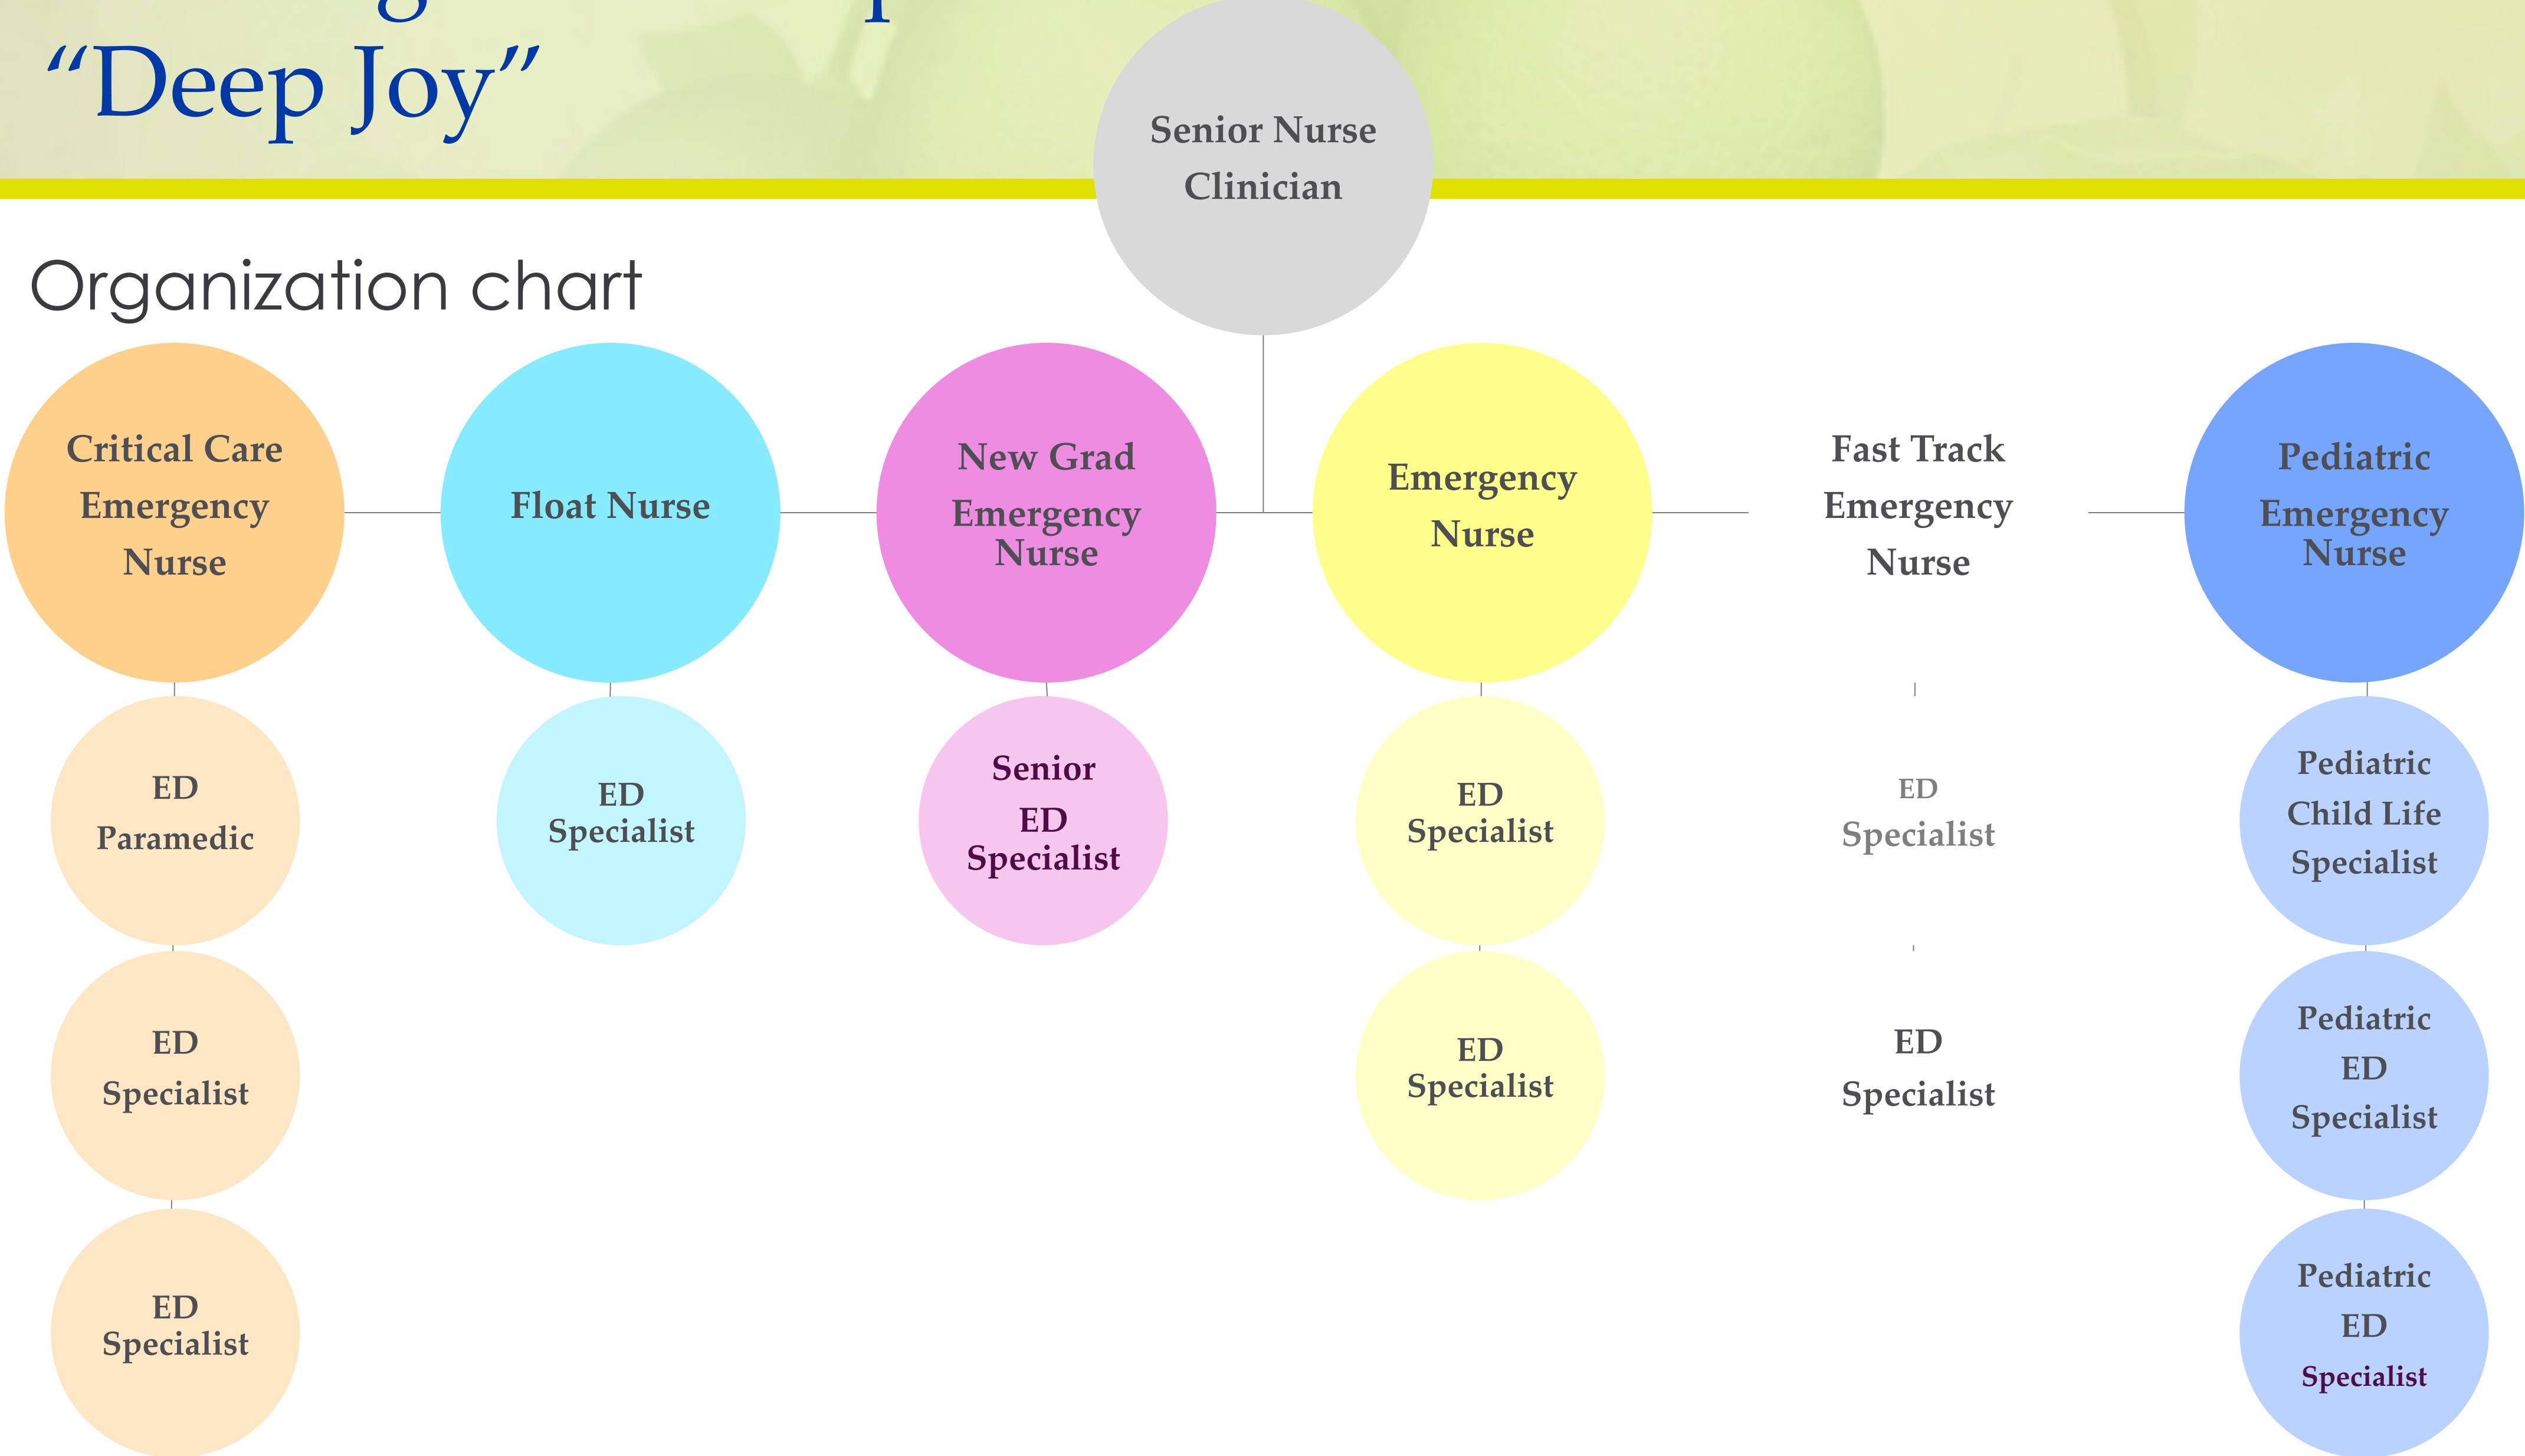 “Deep Joy”
Senior Nurse
Clinician
Organization chart
Critical Care
Emergency
Nurse
Float Nurse
New Grad
Emergency
Nurse
Emergency
Nurse
Fast Track
Emergency
Nurse
Pediatric
Emergency
Nurse
ED
Paramedic
ED
Specialist
Senior
ED
Specialist
ED
Specialist
ED
Specialist
Pediatric
Child Life
Specialist
ED
Specialist
ED
Specialist
ED
Specialist
Pediatric
ED
Specialist
ED
Specialist
Pediatric
ED
Specialist